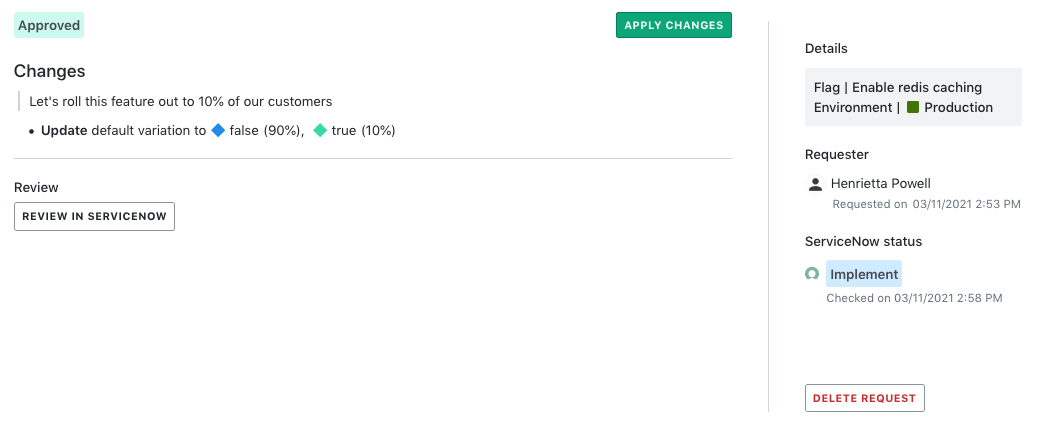 Approved
APPLY CHANGES
Changes
Let's roll this feature out to 10% of our customers
• Update default variation to false (90%), true (10%)
Review
REVIEW IN SERVICENOW
Details
Flag | Enable redis caching
Environment | Production
Requester
Henrietta Powell
Requested on 03/11/2021 2:53 PM
ServiceNow status
Implement
Checked on 03/11/2021 2:58 PM
DELETE REQUEST